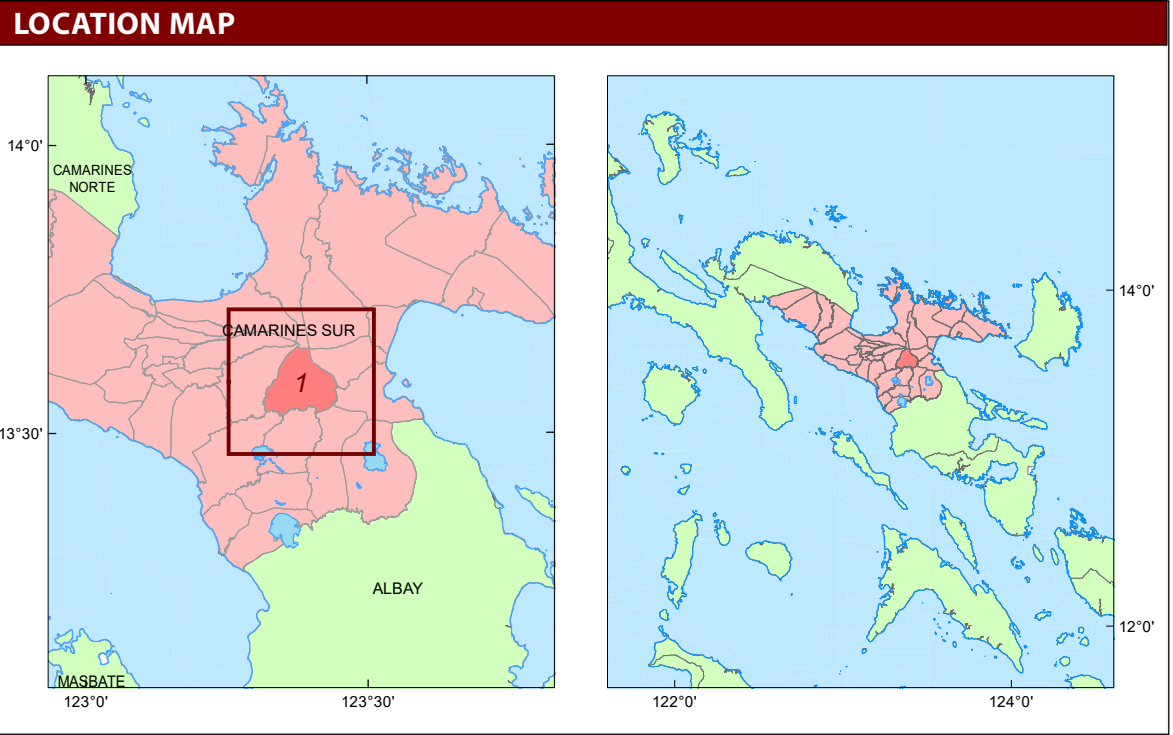 LOCATION MAP
14°0'
CAMARINES
NORTE
CAMARINES SUR
1
13°30'
ALBAY
MASBATE
123°0'
123°30'
14°0'
12°0'
122°0'
124°0'